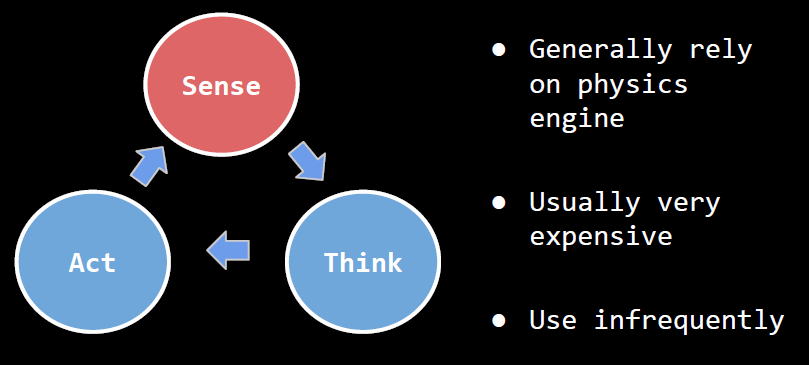 Sense
Think
Act
● Generally rely
on physics
engine
● Usually very
expensive
● Use infrequently